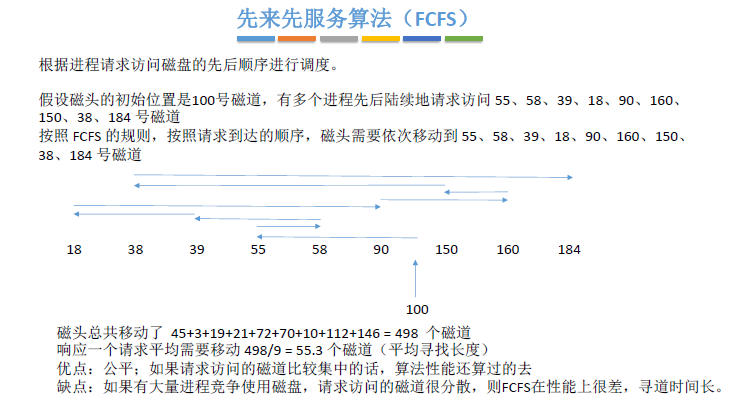 先来先服务算法（FCFS）
根据进程请求访问磁盘的先后顺序进行调度。
假设磁头的初始位置是100号磁道，有多个进程先后陆续地请求访问 55、58、39、18、90、160、
150、38、184 号磁道
按照 FCFS 的规则，按照请求到达的顺序，磁头需要依次移动到 55、58、39、18、90、160、150、
38、184 号磁道
18 38 39 55 58 90 150 160 184
100
磁头总共移动了 45+3+19+21+72+70+10+112+146 = 498 个磁道
响应一个请求平均需要移动 498/9 = 55.3 个磁道（平均寻找长度）
优点：公平；如果请求访问的磁道比较集中的话，算法性能还算过的去
缺点：如果有大量进程竞争使用磁盘，请求访问的磁道很分散，则FCFS在性能上很差，寻道时间长。